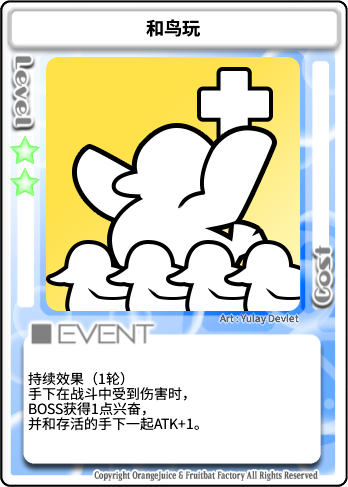 和鸟玩
Level
Cost
Art : Yulay Devlet
EVENT
持续效果（1轮）
手下在战斗中受到伤害时，
BOSS获得1点兴奋，
并和存活的手下一起ATK+1。
Copyright OrangeJuice & Fruitbat Factory All Rights Reserved